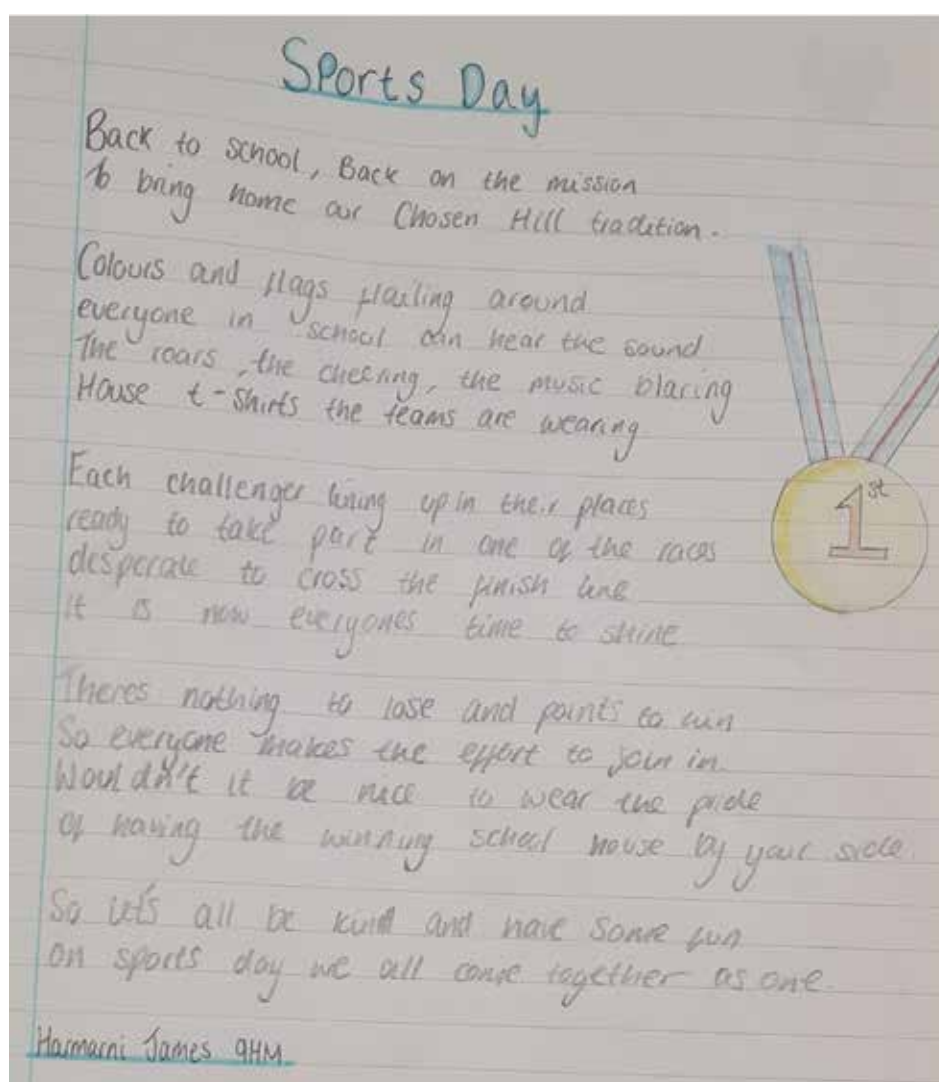 Sports Day
Back to school, Back on the mission
to bring home our Chosen Hill tradition.
Colours and flags flailing around
everyone in school can hear the sound
The roars, the cheering, the music blaring
House t-shirts the teams are wearing
Each challenger lining up in their places
ready to take part in one of the races
desperate to cross the finish line
it is now everyones time to shine
Theres nothing to lose and points to win
So everyone makes the effort to join in
Wouldn't it be nice to wear the pride
of having the winning school house by your side.
So let's all be kind and have some fun
on sports day we all come together as one.
Harmarni James 9HM
1st